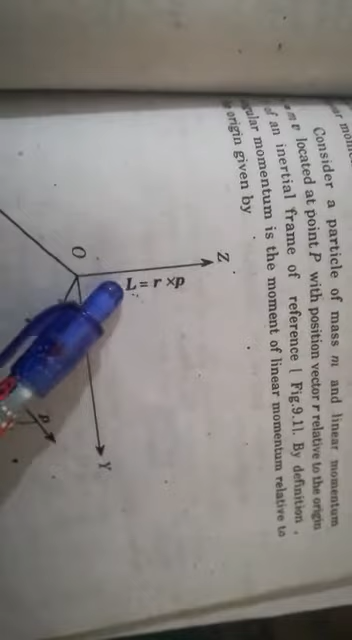 Consider a particle of mass m and linear momentum
located at point P with position vector r relative to the origin
of an inertial frame of reference [ Fig.9.1]. By definition ,
momentum is the moment of linear momentum relative to
origin given by
Z
L = r × p
O
Y
p